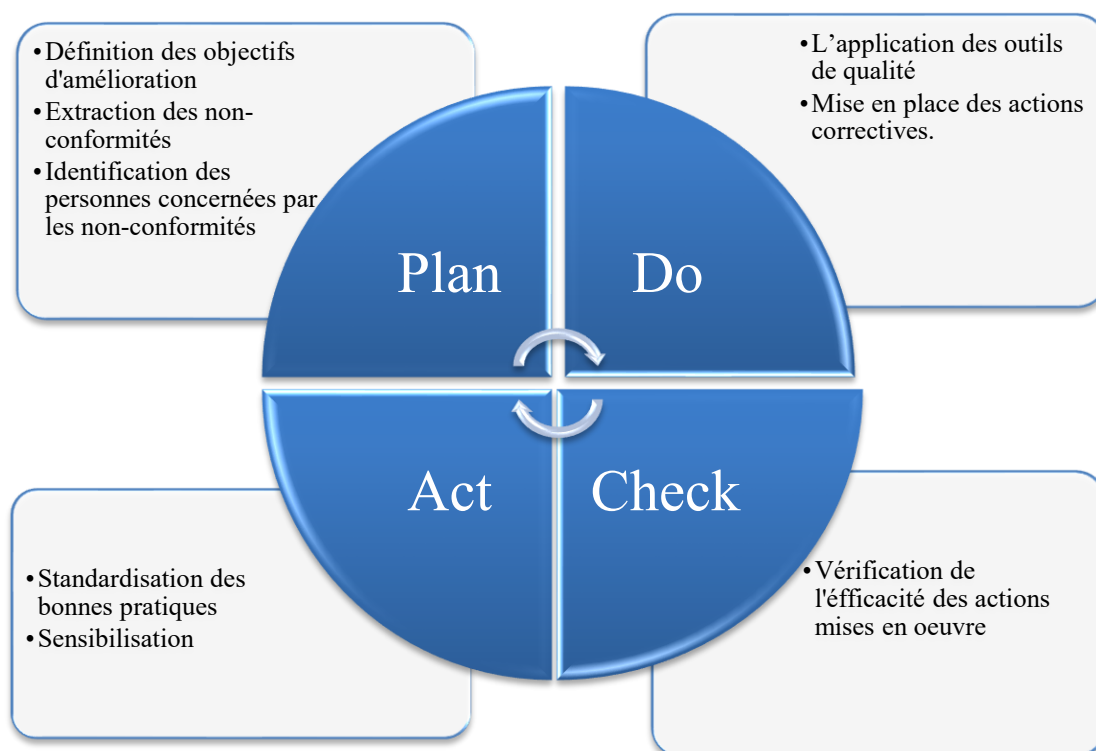 • Définition des objectifs
d'amélioration
• Extraction des non-
conformités
• Identification des
personnes concernées par
les non-conformités
• L’application des outils
de qualité
• Mise en place des actions
correctives.
Plan
Do
Act
Check
• Standardisation des
bonnes pratiques
• Sensibilisation
• Vérification de
l'éfficacité des actions
mises en oeuvre